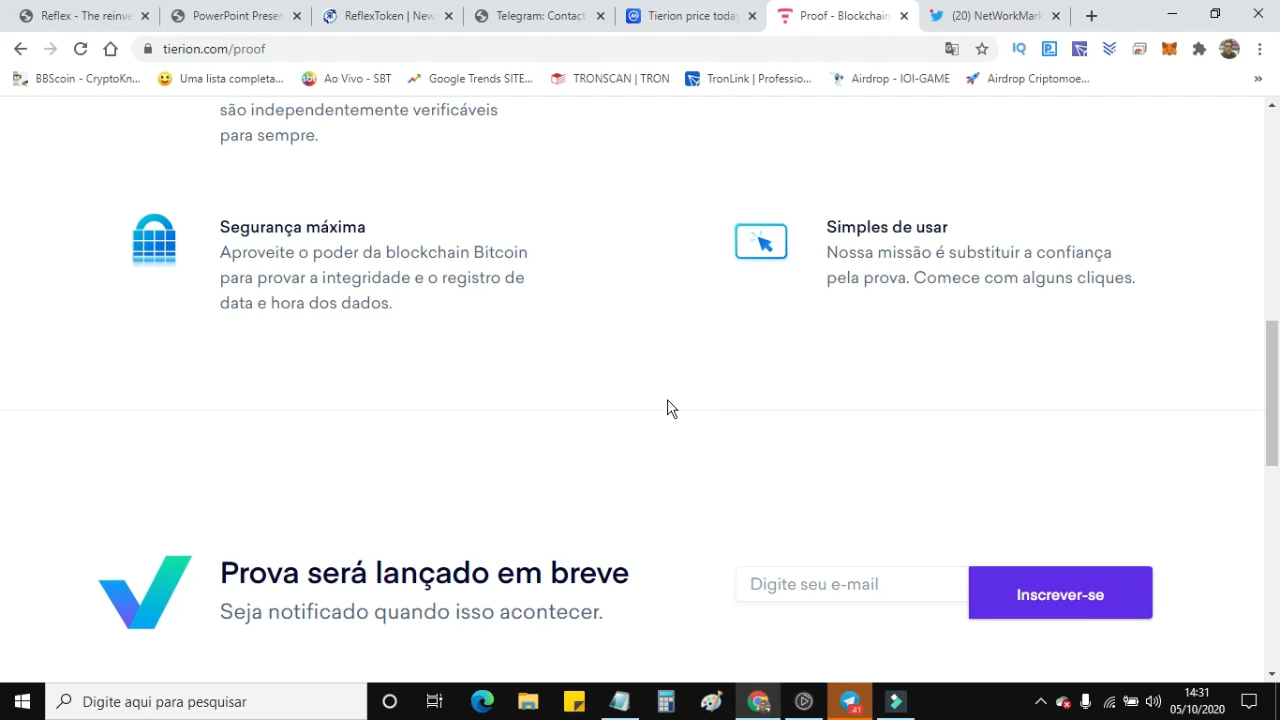 Reflex - The reinve
PowerPoint Presen
ReflexToken | New
Telegram: Contact
Tierion price today
Proof - Blockchain
(20) NetWorkMark
tierion.com/proof
BBScoin - CryptoKn...
Uma lista completa...
Ao Vivo - SBT
Google Trends SITE...
TRONSCAN | TRON
TronLink | Professio...
Airdrop - IOI-GAME
Airdrop Criptomoe...
são independentemente verificáveis
para sempre.
Segurança máxima
Aproveite o poder da blockchain Bitcoin
para provar a integridade e o registro de
data e hora dos dados.
Simples de usar
Nossa missão é substituir a confiança
pela prova. Comece com alguns cliques.
Prova será lançado em breve
Seja notificado quando isso acontecer.
Digite seu e-mail
Inscrever-se
Digite aqui para pesquisar
41
14:31
05/10/2020